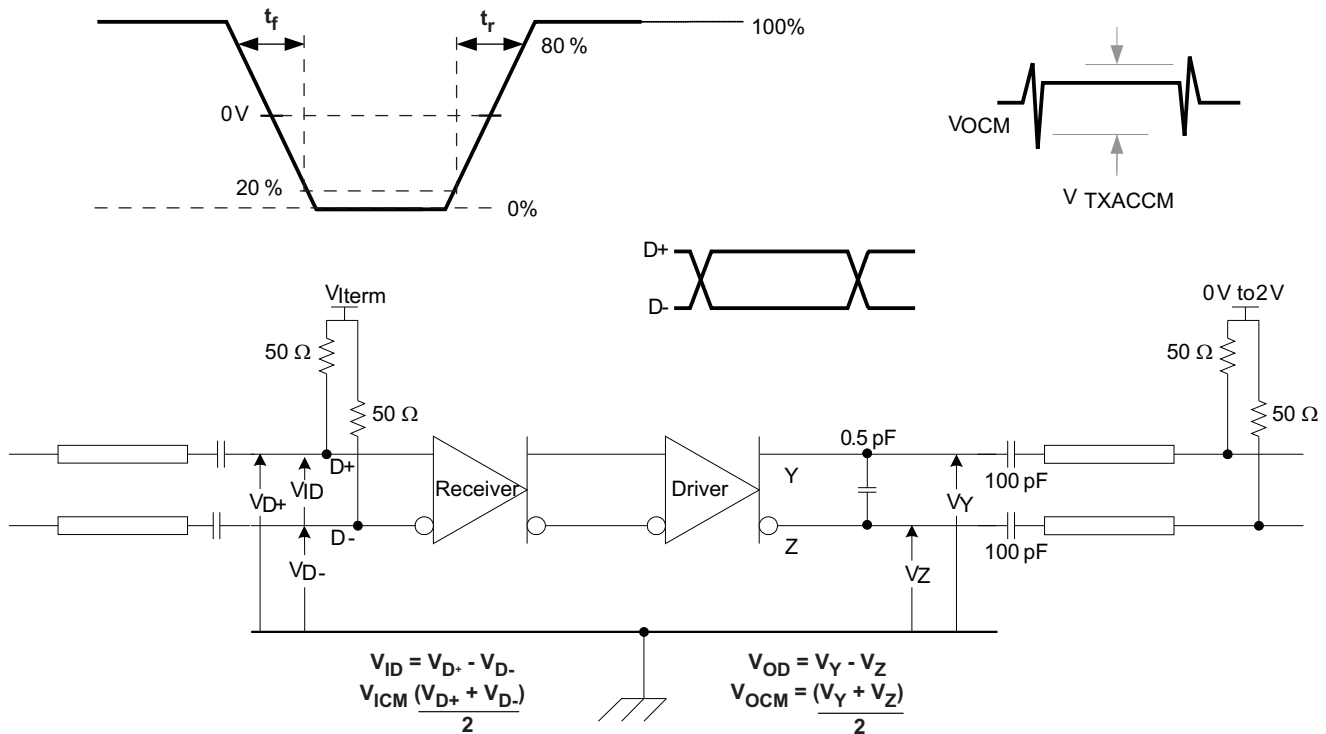 tf
tr
100%
80 %
0 V
20 %
0%
VOCM
V TXACCM
D+
D-
VIterm
0 V to 2 V
50 Ω
50 Ω
50 Ω
50 Ω
0.5 pF
D+
Receiver
Driver
Y
VD+
VID
VY
100 pF
D-
Z
100 pF
VD-
VZ
VID = VD+ - VD-
VOD = VY - VZ
VICM (VD+ + VD-)
2
VOCM = (VY + VZ)
2